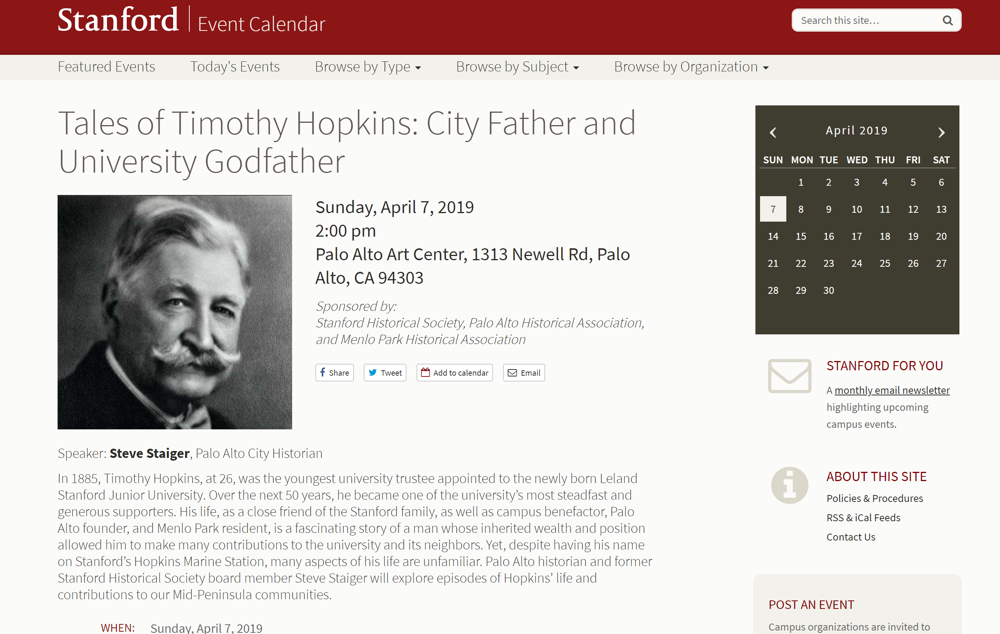 Stanford | Event Calendar
Search this site...
Featured Events Today's Events Browse by Type Browse by Subject Browse by Organization
Tales of Timothy Hopkins: City Father and
University Godfather
Sunday, April 7, 2019
2:00 pm
Palo Alto Art Center, 1313 Newell Rd, Palo
Alto, CA 94303
Sponsored by:
Stanford Historical Society, Palo Alto Historical Association,
and Menlo Park Historical Association
Share Tweet Add to calendar Email
Speaker: Steve Staiger, Palo Alto City Historian
In 1885, Timothy Hopkins, at 26, was the youngest university trustee appointed to the newly born Leland
Stanford Junior University. Over the next 50 years, he became one of the university’s most steadfast and
generous supporters. His life, as a close friend of the Stanford family, as well as campus benefactor, Palo
Alto founder, and Menlo Park resident, is a fascinating story of a man whose inherited wealth and position
allowed him to make many contributions to the university and its neighbors. Yet, despite having his name
on Stanford’s Hopkins Marine Station, many aspects of his life are unfamiliar. Palo Alto historian and former
Stanford Historical Society board member Steve Staiger will explore episodes of Hopkins’ life and
contributions to our Mid-Peninsula communities.
WHEN: Sunday, April 7, 2019
April 2019
SUN MON TUE WED THU FRI SAT
1 2 3 4 5 6
7 8 9 10 11 12 13
14 15 16 17 18 19 20
21 22 23 24 25 26 27
28 29 30
STANFORD FOR YOU
A monthly email newsletter
highlighting upcoming
campus events.
ABOUT THIS SITE
Policies & Procedures
RSS & iCal Feeds
Contact Us
POST AN EVENT
Campus organizations are invited to